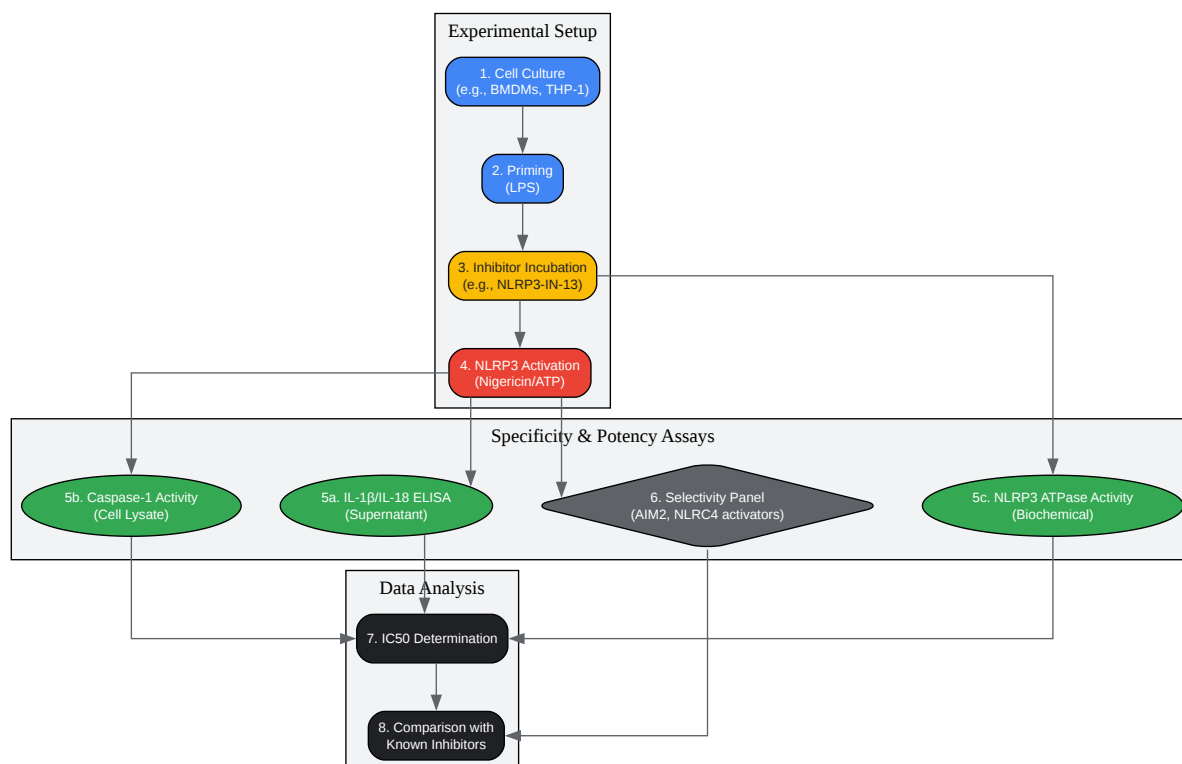 Experimental Setup
1. Cell Culture
(e.g., BMDMs, THP-1)
2. Priming
(LPS)
3. Inhibitor Incubation
(e.g., NLRP3-IN-13)
4. NLRP3 Activation
(Nigericin/ATP)
Specificity & Potency Assays
5b. Caspase-1 Activity
(Cell Lysate)
5a. IL-1β/IL-18 ELISA
(Supernatant)
6. Selectivity Panel
(AIM2, NLRC4 activators)
5c. NLRP3 ATPase Activity
(Biochemical)
Data Analysis
7. IC50 Determination
8. Comparison with
Known Inhibitors